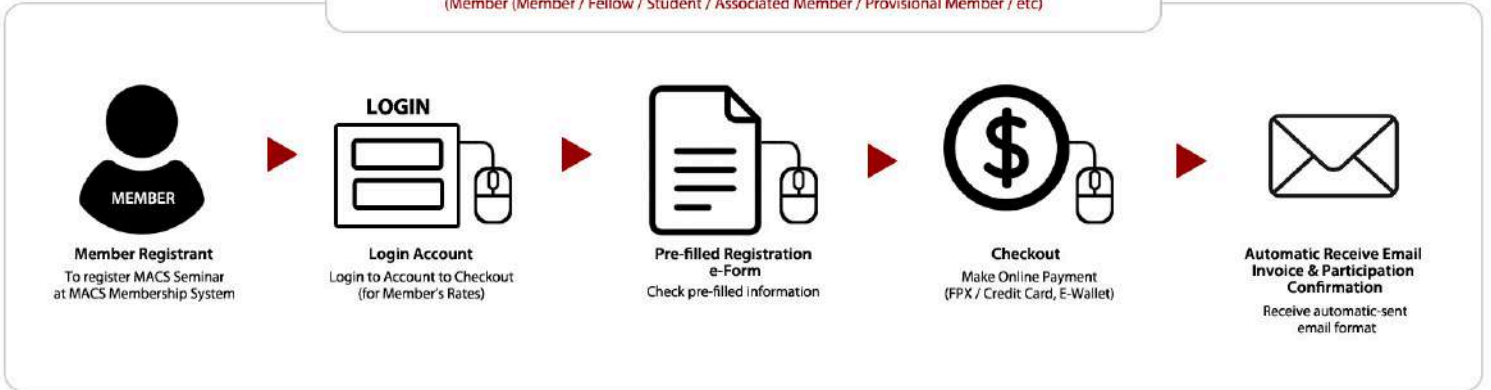 (Member (Member / Fellow / Student / Associated Member / Provisional Member / etc)
LOGIN
MEMBER
Member Registrant
To register MACS Seminar
at MACS Membership System
Login Account
Login to Account to Checkout
(for Member's Rates)
Pre-filled Registration
e-Form
Check pre-filled information
Checkout
Make Online Payment
(FPX / Credit Card, E-Wallet)
Automatic Receive Email
Invoice & Participation
Confirmation
Receive automatic-sent
email format